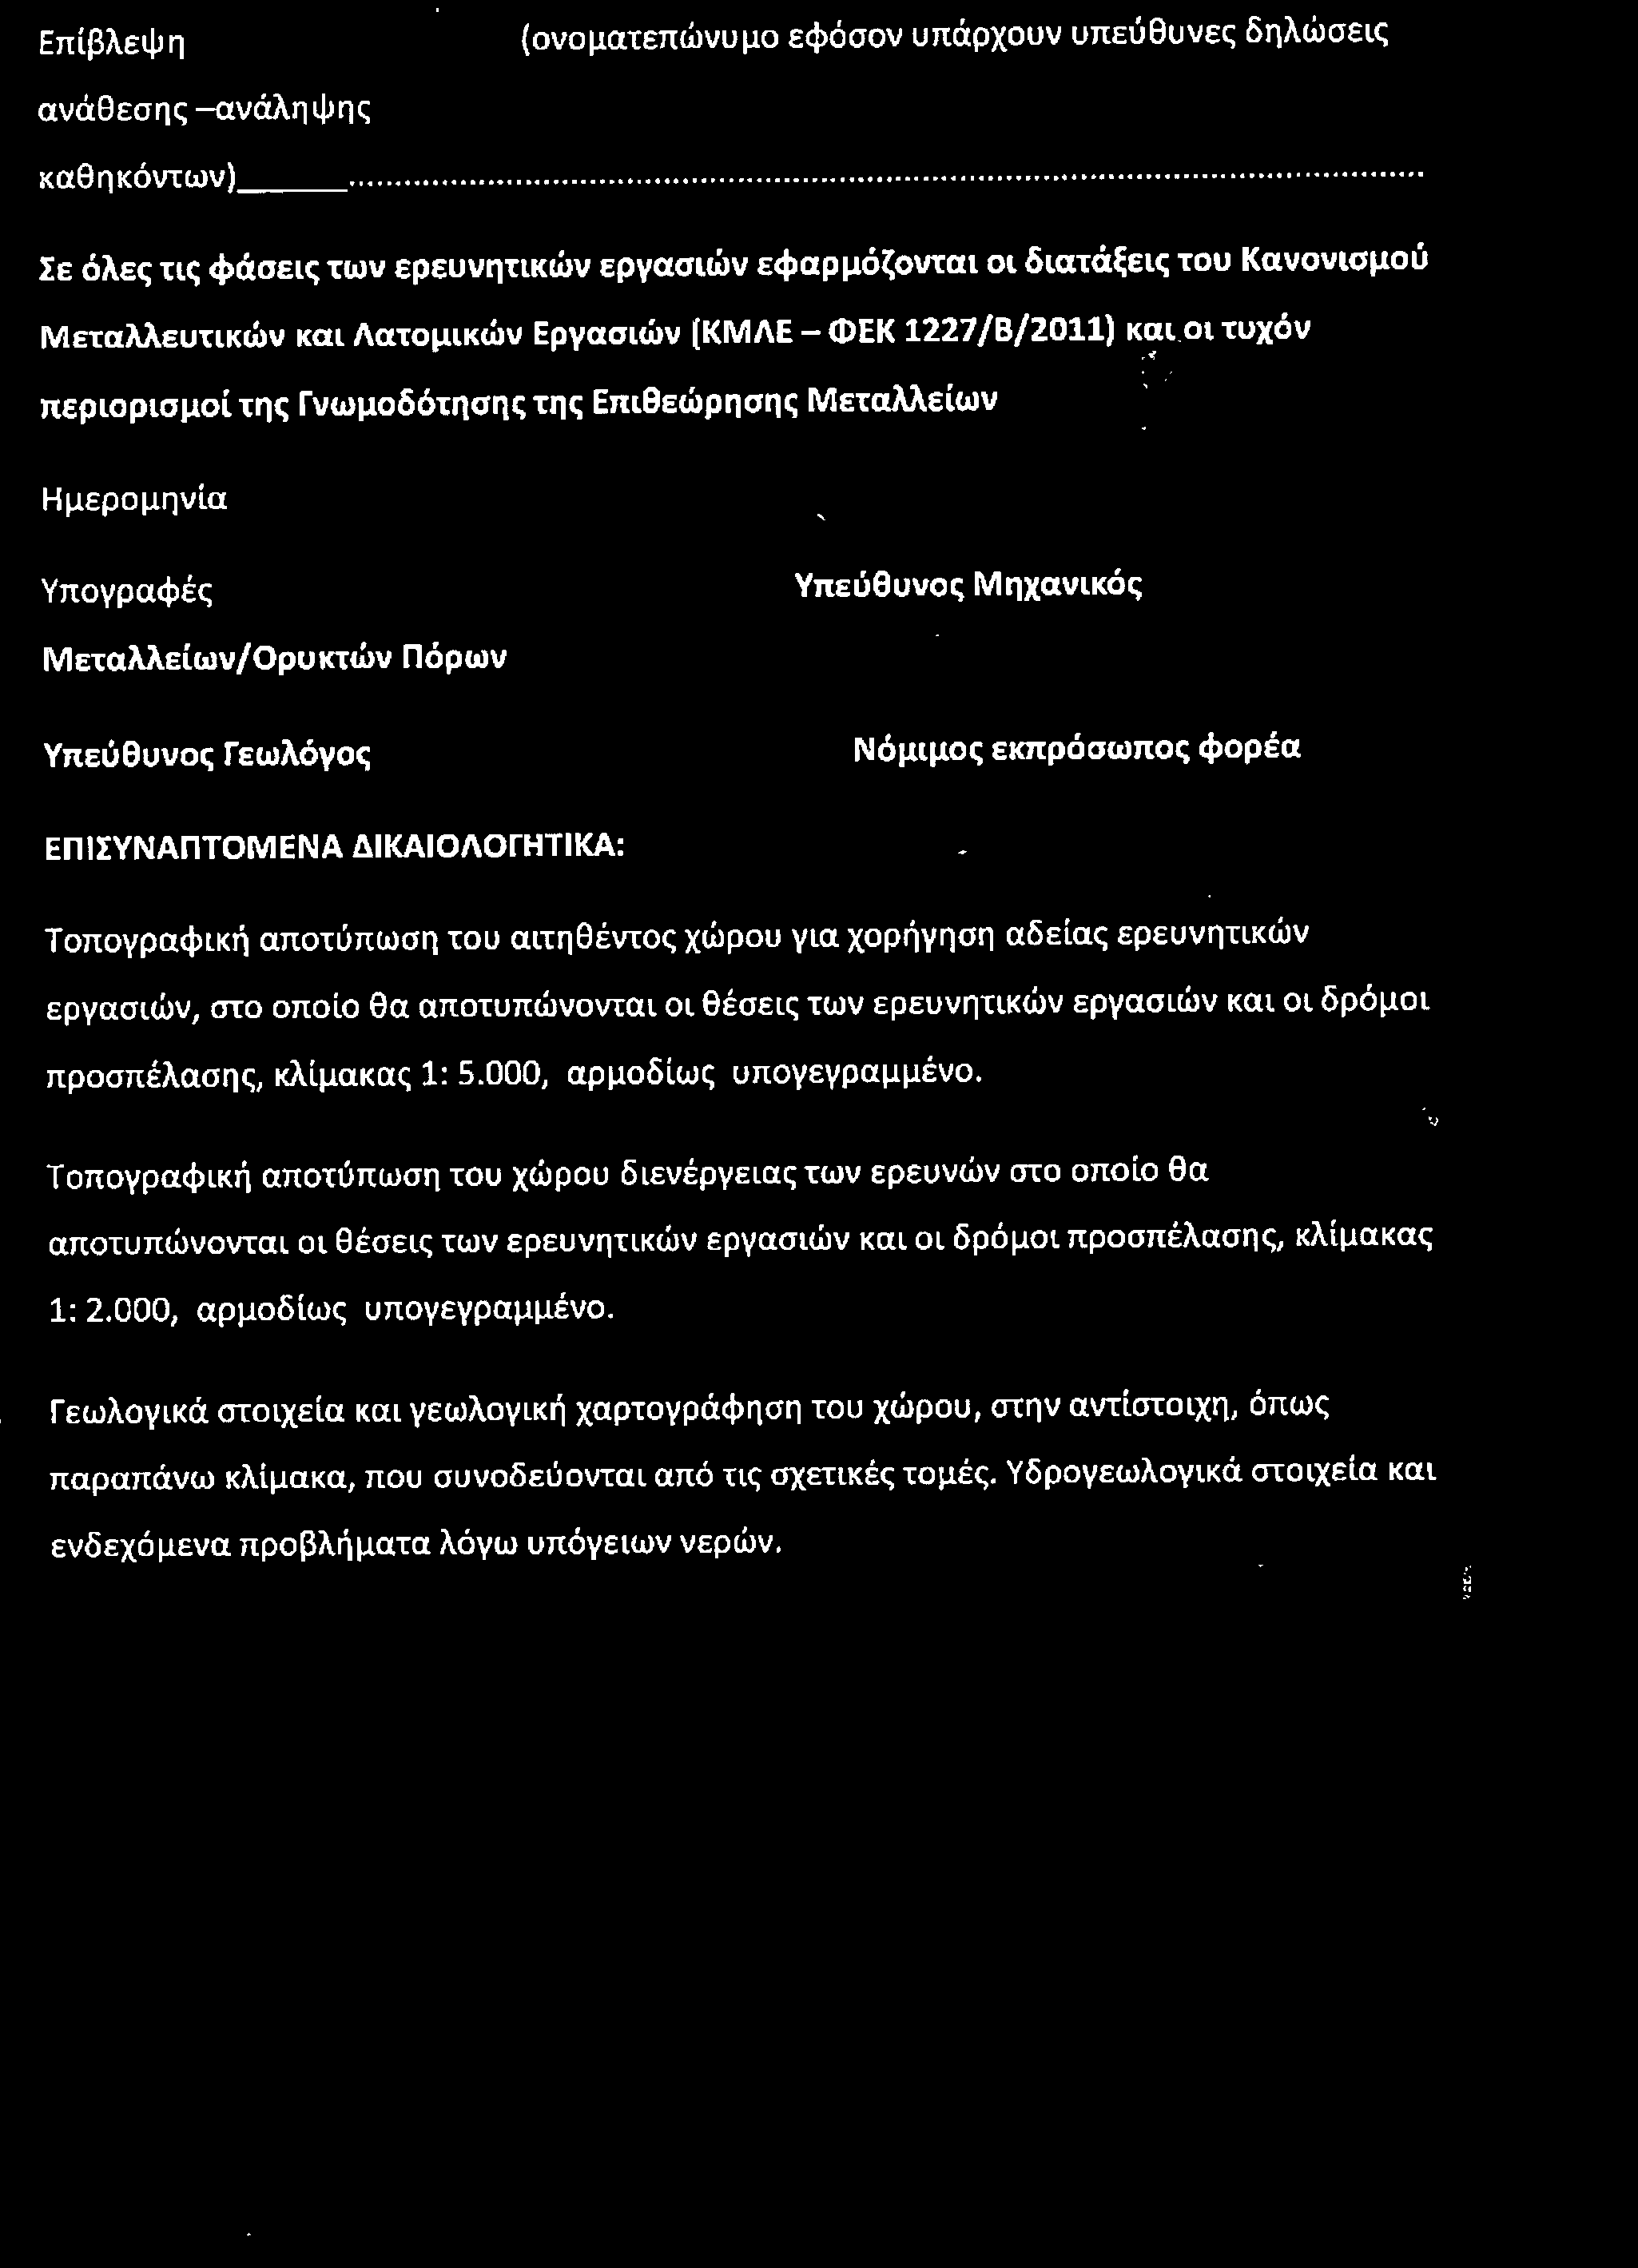 Επίβλεψη (ονοματεπώνυμο εφόσον υπάρχουν υπεύθυνες δηλώσεις
ανάθεσης –ανάληψης
καθηκόντων)______..........................................................................................
Σε όλες τις φάσεις των ερευνητικών εργασιών εφαρμόζονται οι διατάξεις του Κανονισμού
Μεταλλευτικών και Λατομικών Εργασιών (ΚΜΛΕ – ΦΕΚ 1227/Β/2011) και οι τυχόν
περιορισμοί της Γνωμοδότησης της Επιθεώρησης Μεταλλείων
Ημερομηνία
Υπογραφές Υπεύθυνος Μηχανικός
Μεταλλείων/Ορυκτών Πόρων
Υπεύθυνος Γεωλόγος Νόμιμος εκπρόσωπος φορέα
ΕΠΙΣΥΝΑΠΤΟΜΕΝΑ ΔΙΚΑΙΟΛΟΓΗΤΙΚΑ:
Τοπογραφική αποτύπωση του αιτηθέντος χώρου για χορήγηση αδείας ερευνητικών
εργασιών, στο οποίο θα αποτυπώνονται οι θέσεις των ερευνητικών εργασιών και οι δρόμοι
προσπέλασης, κλίμακας 1: 5.000, αρμοδίως υπογεγραμμένο.
Τοπογραφική αποτύπωση του χώρου διενέργειας των ερευνών στο οποίο θα
αποτυπώνονται οι θέσεις των ερευνητικών εργασιών και οι δρόμοι προσπέλασης, κλίμακας
1: 2.000, αρμοδίως υπογεγραμμένο.
Γεωλογικά στοιχεία και γεωλογική χαρτογράφηση του χώρου, στην αντίστοιχη, όπως
παραπάνω κλίμακα, που συνοδεύονται από τις σχετικές τομές. Υδρογεωλογικά στοιχεία και
ενδεχόμενα προβλήματα λόγω υπόγειων νερών.